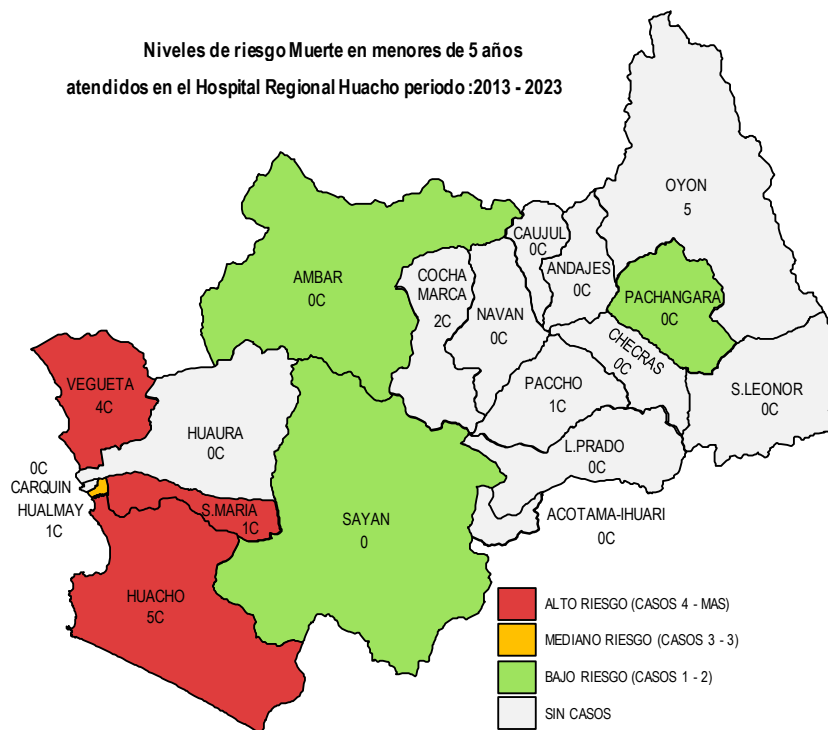 Niveles de riesgo Muerte en menores de 5 años
atendidos en el Hospital Regional Huacho periodo :2013 - 2023
OYON
5
CAUJUL
0C
ANDAJES
0C
AMBAR
0C
COCHA
MARCA
2C
NAVAN
0C
PACHANGARA
0C
CHECRAS
0C
VEGUETA
4C
PACCHO
1C
S.LEONOR
0C
HUAURA
0C
L.PRADO
0C
0C
CARQUIN
HUALMAY
1C
S.MARIA
1C
SAYAN
0
ACOTAMA-IHUARI
0C
HUACHO
5C
ALTO RIESGO (CASOS 4 - MAS)
MEDIANO RIESGO (CASOS 3 - 3)
BAJO RIESGO (CASOS 1 - 2)
SIN CASOS